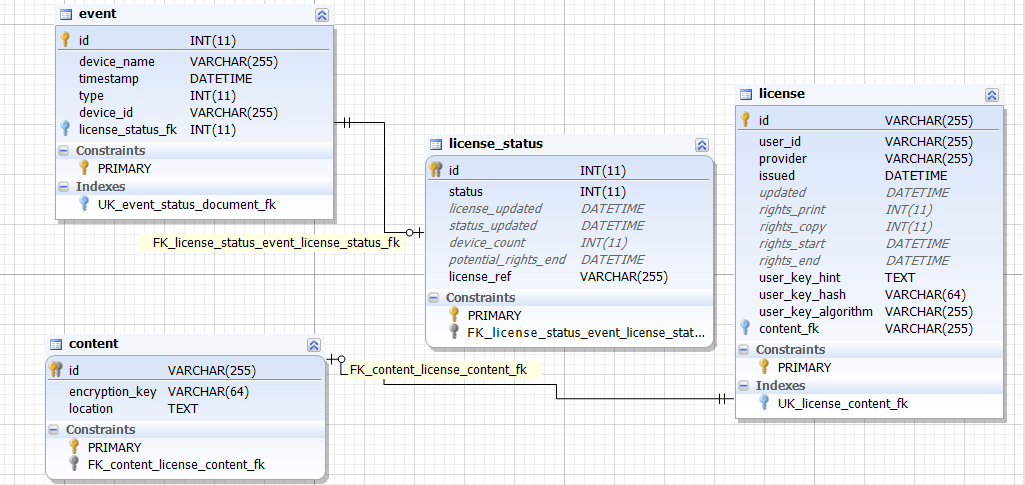 event
id INT(11)
device_name VARCHAR(255)
timestamp DATETIME
type INT(11)
device_id VARCHAR(255)
license_status_fk INT(11)
Constraints
PRIMARY
Indexes
UK_event_status_document_fk
FK_license_status_event_license_status_fk
license_status
id INT(11)
status INT(11)
license_updated DATETIME
status_updated DATETIME
device_count INT(11)
potential_rights_end DATETIME
license_ref VARCHAR(255)
Constraints
PRIMARY
FK_license_status_event_license_stat...
license
id VARCHAR(255)
user_id VARCHAR(255)
provider VARCHAR(255)
issued DATETIME
updated DATETIME
rights_print INT(11)
rights_copy INT(11)
rights_start DATETIME
rights_end DATETIME
user_key_hint TEXT
user_key_hash VARCHAR(64)
user_key_algorithm VARCHAR(255)
content_fk VARCHAR(255)
Constraints
PRIMARY
Indexes
UK_license_content_fk
content
id VARCHAR(255)
encryption_key VARCHAR(64)
location TEXT
Constraints
PRIMARY
FK_content_license_content_fk
FK_content_license_content_fk